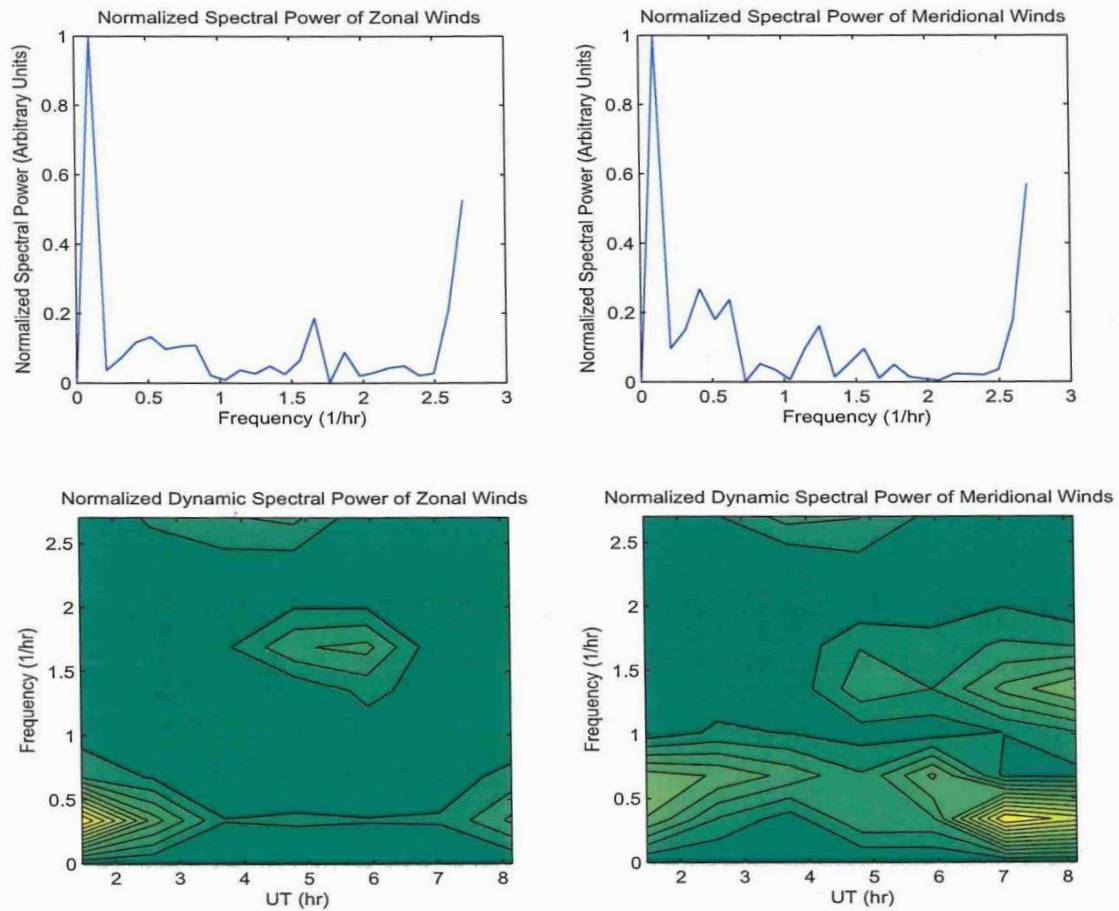 Normalized Spectral Power of Zonal Winds
Normalized Spectral Power (Arbitrary Units)
1
0.8
0.6
0.4
0.2
0
0 0.5 1 1.5 2 2.5 3
Frequency (1/hr)
Normalized Spectral Power of Meridional Winds
Normalized Spectral Power (Arbitrary Units)
1
0.8
0.6
0.4
0.2
0
0 0.5 1 1.5 2 2.5 3
Frequency (1/hr)
Normalized Dynamic Spectral Power of Zonal Winds
Frequency (1/hr)
2.5
2
1.5
1
0.5
0
2 3 4 5 6 7 8
UT (hr)
Normalized Dynamic Spectral Power of Meridional Winds
Frequency (1/hr)
2.5
2
1.5
1
0.5
0
2 3 4 5 6 7 8
UT (hr)